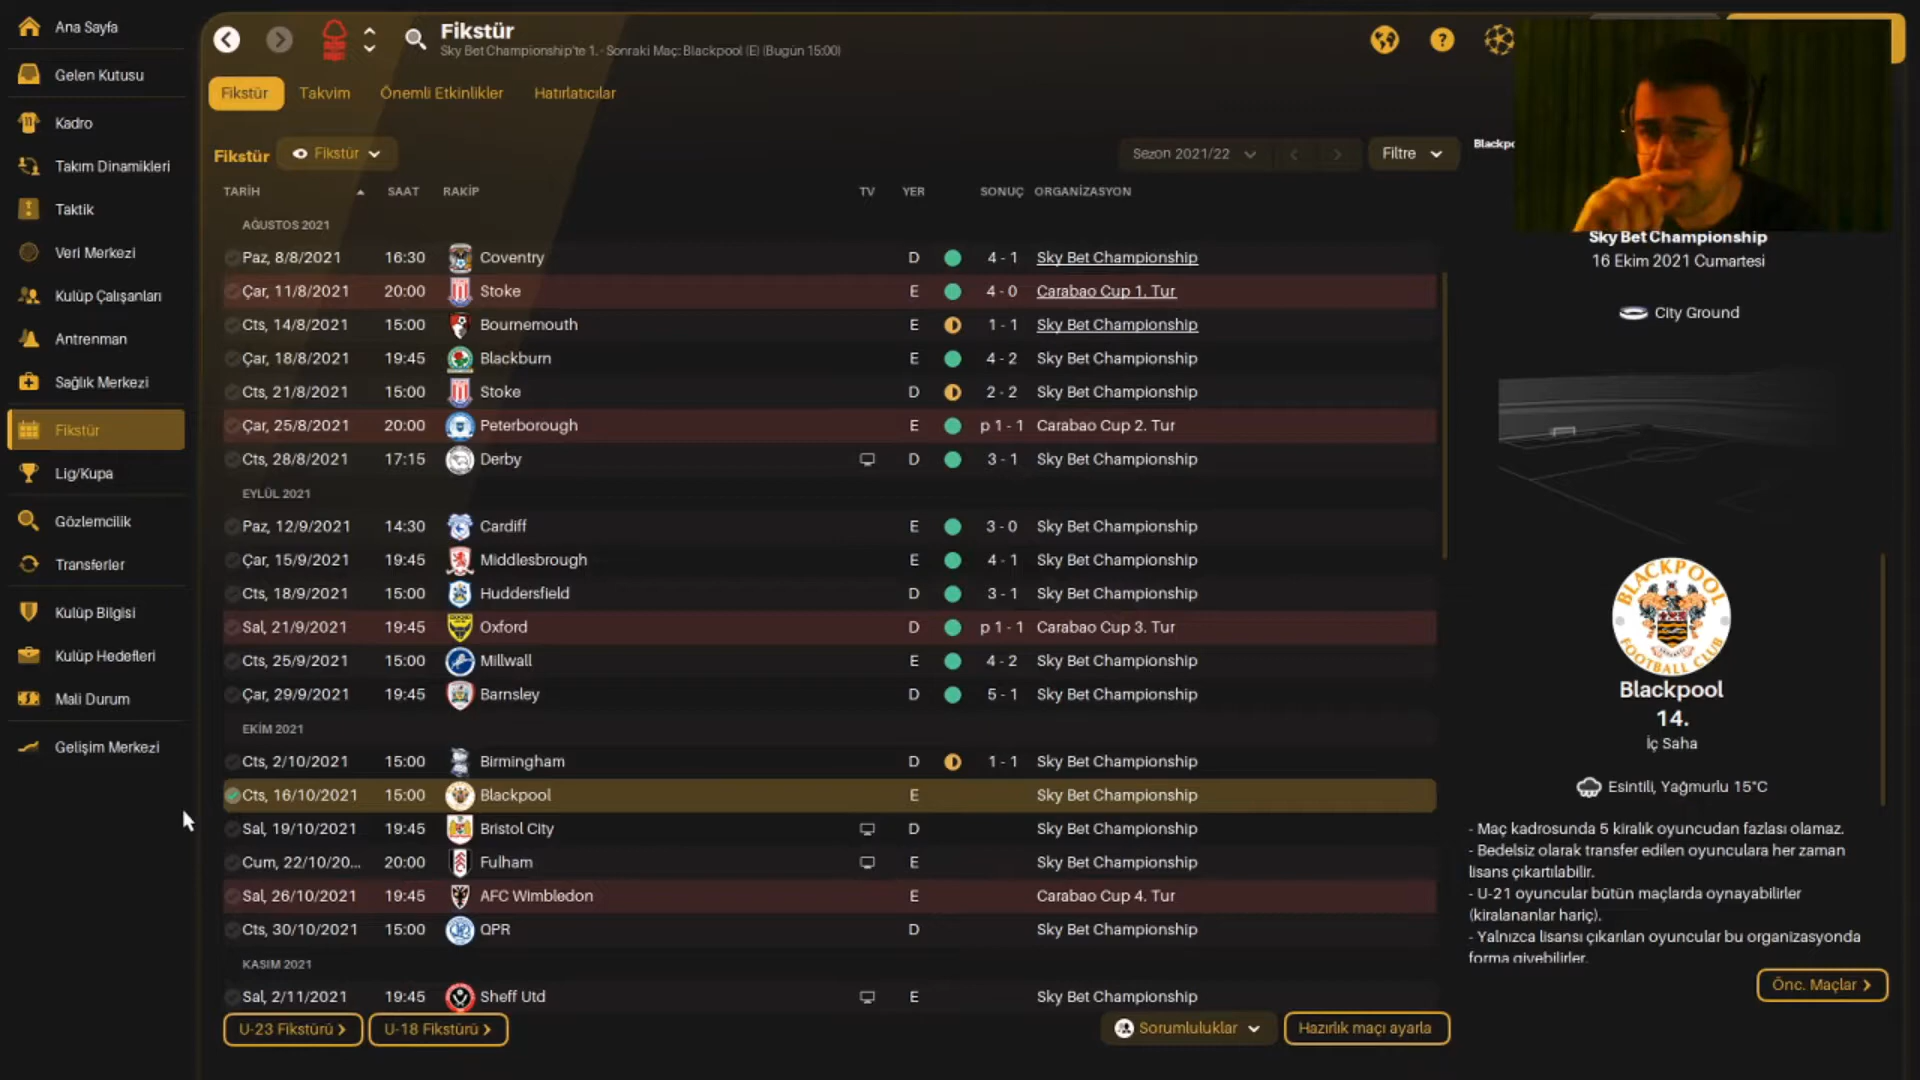 Ana Sayfa
Gelen Kutusu
Kadro
Takım Dinamikleri
Taktik
Veri Merkezi
Kulüp Çalışanları
Antrenman
Sağlık Merkezi
Fikstür
Lig/Kupa
Gözlemcilik
Transferler
Kulüp Bilgisi
Kulüp Hedefleri
Mali Durum
Gelişim Merkezi
Fikstür
Sky Bet Championship'te 1. - Sonraki Maç: Blackpool (E) (Bugün 15:00)
Fikstür Takvim Önemli Etkinlikler Hatırlatıcılar
Fikstür Fikstür Sezon 2021/22 Filtre
TARİH SAAT RAKİP TV YER SONUÇ ORGANİZASYON
AĞUSTOS 2021
Paz, 8/8/2021 16:30 Coventry D 4 - 1 Sky Bet Championship
Çar, 11/8/2021 20:00 Stoke E 4 - 0 Carabao Cup 1. Tur
Cts, 14/8/2021 15:00 Bournemouth E 1 - 1 Sky Bet Championship
Çar, 18/8/2021 19:45 Blackburn E 4 - 2 Sky Bet Championship
Cts, 21/8/2021 15:00 Stoke D 2 - 2 Sky Bet Championship
Çar, 25/8/2021 20:00 Peterborough E p 1 - 1 Carabao Cup 2. Tur
Cts, 28/8/2021 17:15 Derby D 3 - 1 Sky Bet Championship
EYLÜL 2021
Paz, 12/9/2021 14:30 Cardiff E 3 - 0 Sky Bet Championship
Çar, 15/9/2021 19:45 Middlesbrough E 4 - 1 Sky Bet Championship
Cts, 18/9/2021 15:00 Huddersfield D 3 - 1 Sky Bet Championship
Sal, 21/9/2021 19:45 Oxford D p 1 - 1 Carabao Cup 3. Tur
Cts, 25/9/2021 15:00 Millwall E 4 - 2 Sky Bet Championship
Çar, 29/9/2021 19:45 Barnsley D 5 - 1 Sky Bet Championship
EKİM 2021
Cts, 2/10/2021 15:00 Birmingham D 1 - 1 Sky Bet Championship
Cts, 16/10/2021 15:00 Blackpool E Sky Bet Championship
Sal, 19/10/2021 19:45 Bristol City D Sky Bet Championship
Cum, 22/10/20... 20:00 Fulham E Sky Bet Championship
Sal, 26/10/2021 19:45 AFC Wimbledon E Carabao Cup 4. Tur
Cts, 30/10/2021 15:00 QPR D Sky Bet Championship
KASIM 2021
Sal, 2/11/2021 19:45 Sheff Utd E Sky Bet Championship
U-23 Fikstürü U-18 Fikstürü Sorumluluklar Hazırlık maçı ayarla
Sky Bet Championship
16 Ekim 2021 Cumartesi
City Ground
BLACKPOOL
FOOTBALL CLUB
Blackpool
14.
İç Saha
Esintili, Yağmurlu 15°C
- Maç kadrosunda 5 kiralık oyuncudan fazlası olamaz.
- Bedelsiz olarak transfer edilen oyunculara her zaman
lisans çıkartılabilir.
- U-21 oyuncular bütün maçlarda oynayabilirler
(kiralananlar hariç).
- Yalnızca lisansı çıkarılan oyuncular bu organizasyonda
forma giyebilirler.
Önc. Maçlar